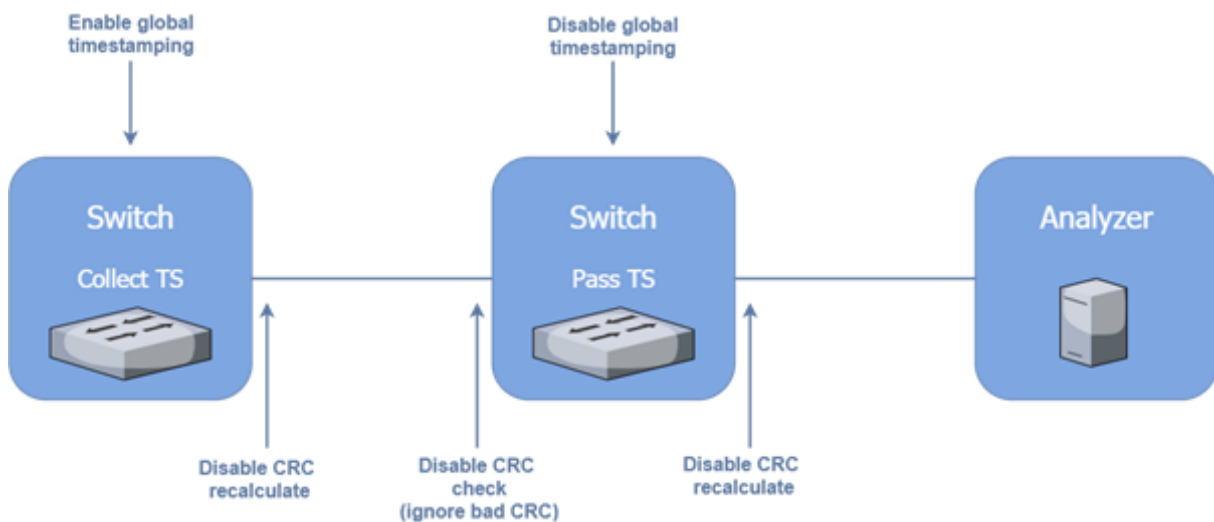 Enable global
timestamping
Disable global
timestamping
Switch
Collect TS
Switch
Pass TS
Analyzer
Disable CRC
recalculate
Disable CRC
check
(ignore bad CRC)
Disable CRC
recalculate